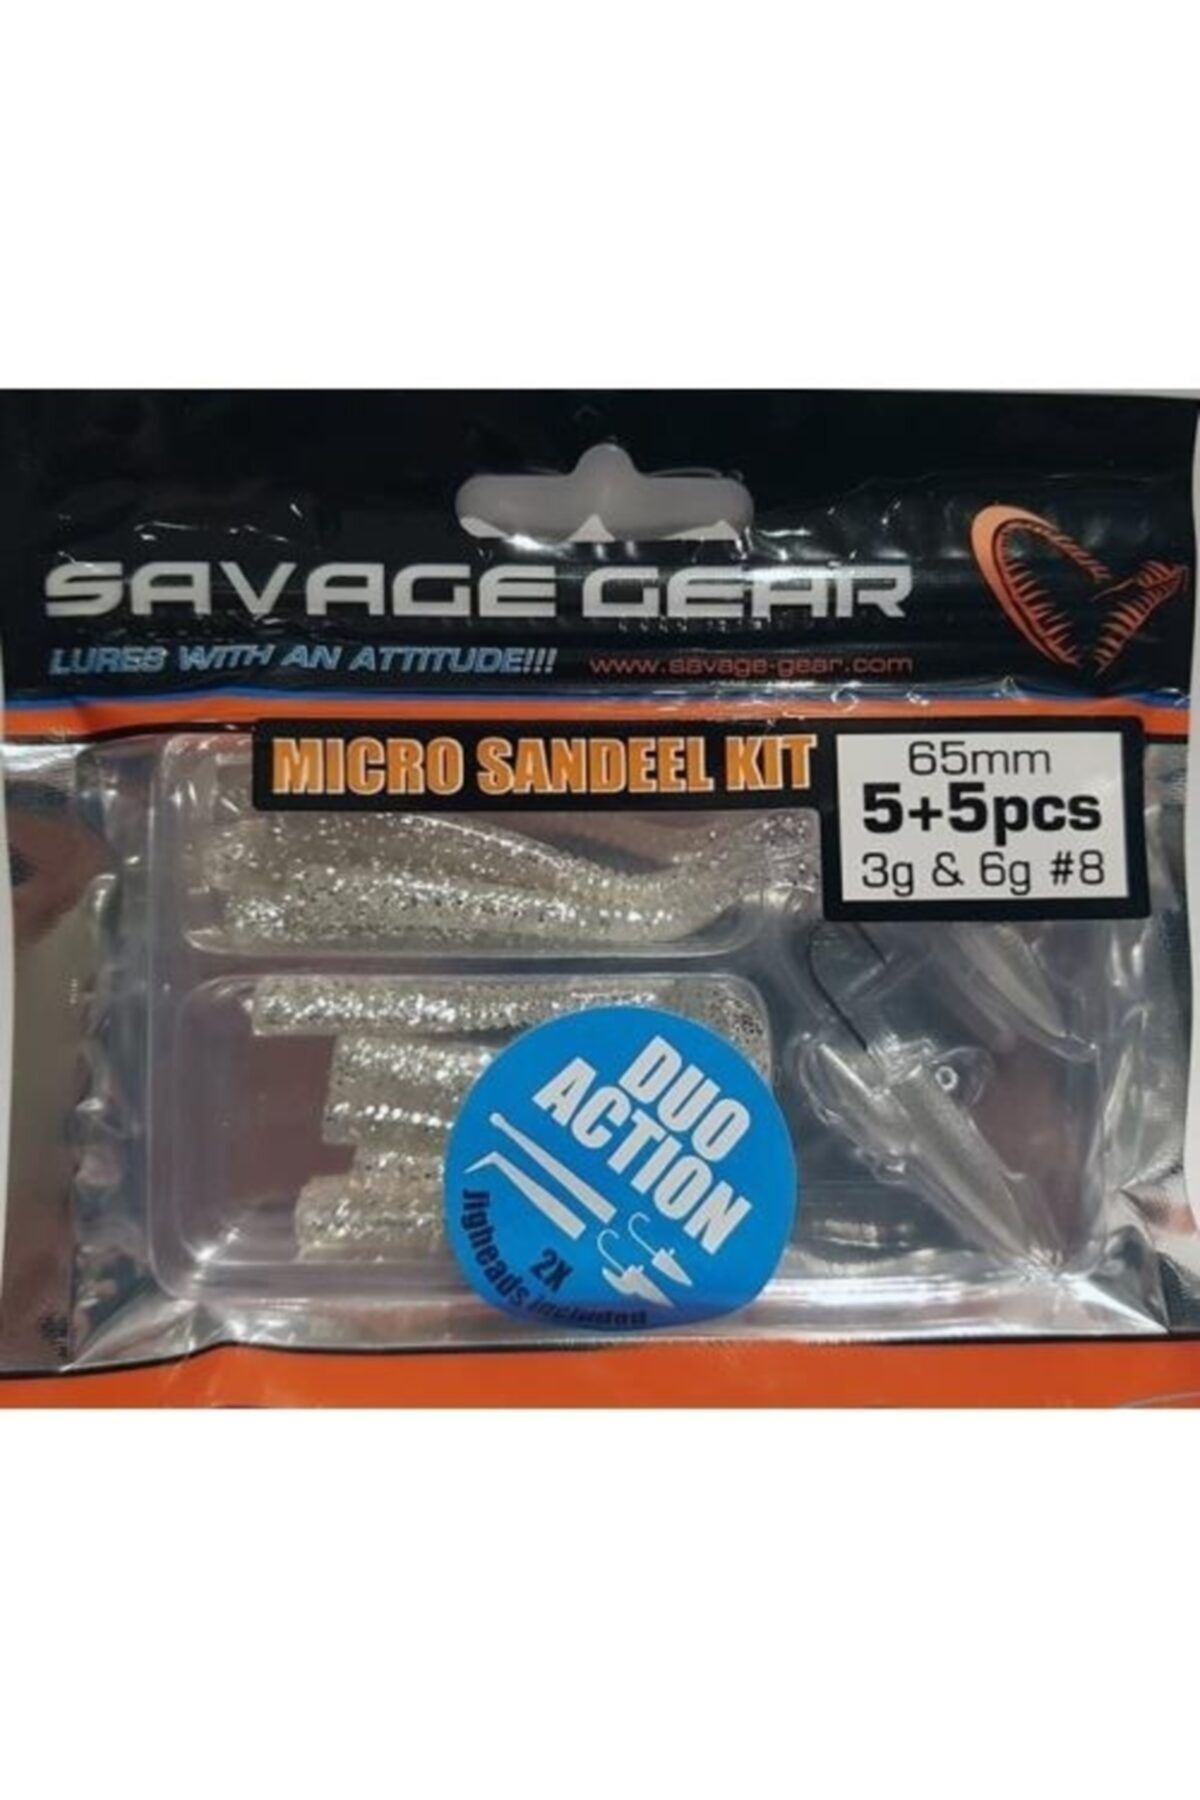 SAVAGE GEAR
LURES WITH AN ATTITUDE!!! www.savage-gear.com
MICRO SANDEEL KIT
65mm
5+5pcs
3g & 6g #8
DUO
ACTION
2X
Jigheads included